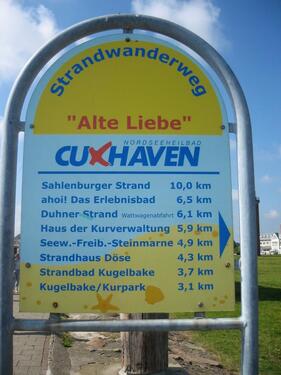 Strandwanderweg
"Alte Liebe"
NORDSEEHEILBAD
CUXHAVEN
Sahlenburger Strand 10,0 km
ahoi! Das Erlebnisbad 6,5 km
Duhner Strand Wattwagenabfahrt 6,1 km
Haus der Kurverwaltung 5,9 km
Seew.-Freib.-Steinmarne 4,9 km
Strandhaus Döse 4,3 km
Strandbad Kugelbake 3,7 km
Kugelbake/Kurpark 3,1 km